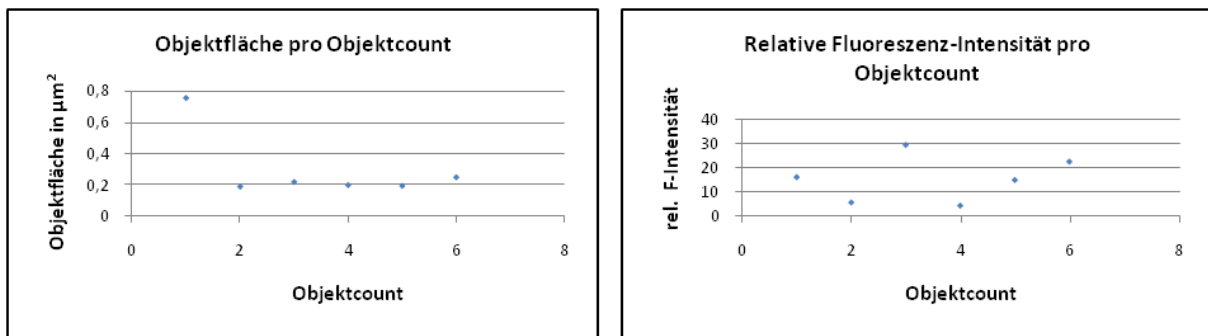 Objektfläche pro Objektcount
Objektfläche in µm²
0,8
0,6
0,4
0,2
0
0 2 4 6 8
Objektcount
Relative Fluoreszenz-Intensität pro
Objektcount
rel. F-Intensität
40
30
20
10
0
0 2 4 6 8
Objektcount